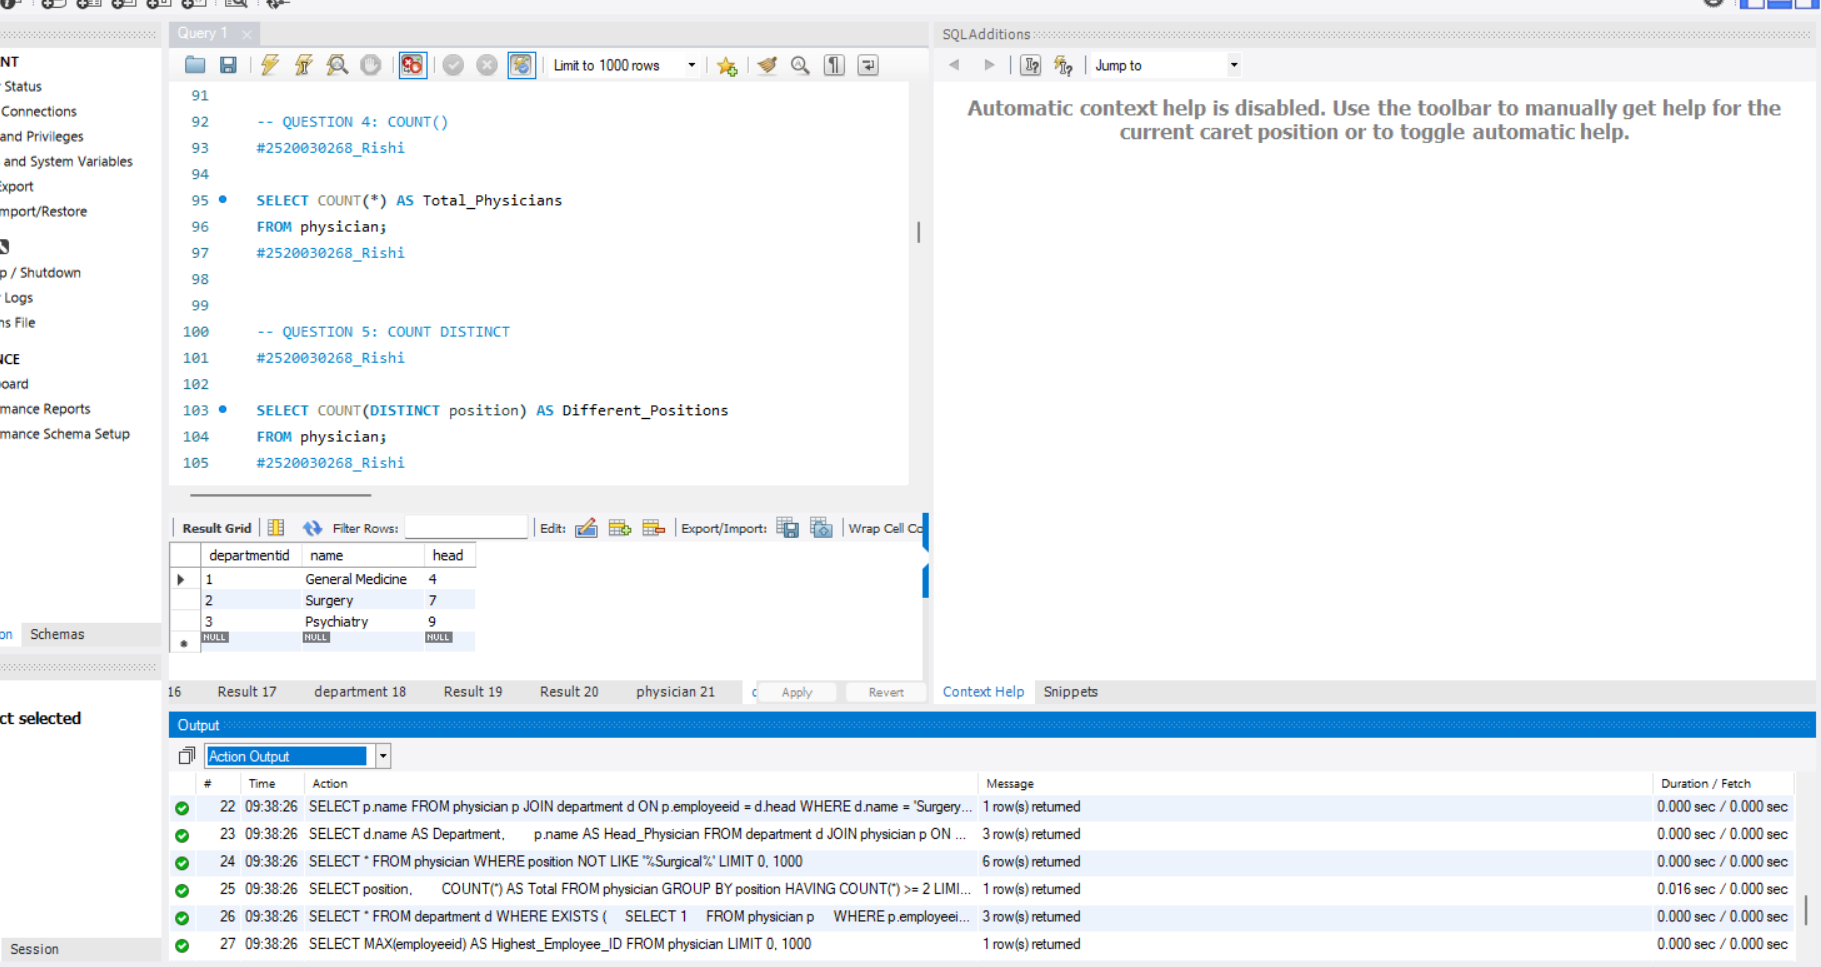 NT
Status
Connections
and Privileges
and System Variables
Export
Import/Restore
p / Shutdown
Logs
ns File
NCE
oard
mance Reports
mance Schema Setup
on Schemas
ct selected
Session
Query 1
Limit to 1000 rows
91
92 -- QUESTION 4: COUNT()
93 #2520030268_Rishi
94
95 SELECT COUNT(*) AS Total_Physicians
96 FROM physician;
97 #2520030268_Rishi
98
99
100 -- QUESTION 5: COUNT DISTINCT
101 #2520030268_Rishi
102
103 SELECT COUNT(DISTINCT position) AS Different_Positions
104 FROM physician;
105 #2520030268_Rishi
Result Grid Filter Rows: Edit: Export/Import: Wrap Cell Co
departmentid name head
1 General Medicine 4
2 Surgery 7
3 Psychiatry 9
NULL NULL NULL
16 Result 17 department 18 Result 19 Result 20 physician 21 Apply Revert
SQLAdditions
Jump to
Automatic context help is disabled. Use the toolbar to manually get help for the
current caret position or to toggle automatic help.
Context Help Snippets
Output
Action Output
# Time Action Message Duration / Fetch
22 09:38:26 SELECT p.name FROM physician p JOIN department d ON p.employeeid = d.head WHERE d.name = 'Surgery... 1 row(s) returned 0.000 sec / 0.000 sec
23 09:38:26 SELECT d.name AS Department, p.name AS Head_Physician FROM department d JOIN physician p ON ... 3 row(s) returned 0.000 sec / 0.000 sec
24 09:38:26 SELECT * FROM physician WHERE position NOT LIKE '%Surgical%' LIMIT 0, 1000 6 row(s) returned 0.000 sec / 0.000 sec
25 09:38:26 SELECT position, COUNT(*) AS Total FROM physician GROUP BY position HAVING COUNT(*) >= 2 LIMI... 1 row(s) returned 0.016 sec / 0.000 sec
26 09:38:26 SELECT * FROM department d WHERE EXISTS ( SELECT 1 FROM physician p WHERE p.employeei... 3 row(s) returned 0.000 sec / 0.000 sec
27 09:38:26 SELECT MAX(employeeid) AS Highest_Employee_ID FROM physician LIMIT 0, 1000 1 row(s) returned 0.000 sec / 0.000 sec